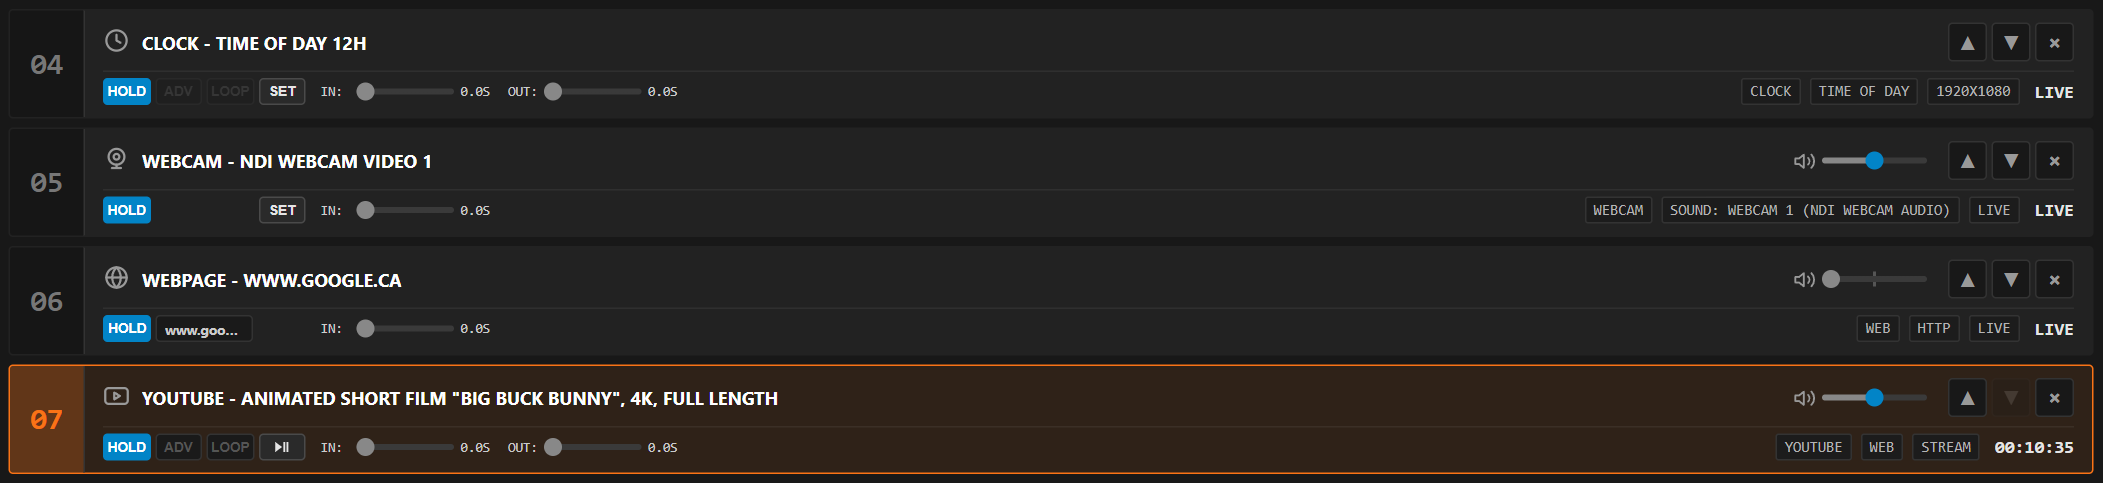 04
CLOCK - TIME OF DAY 12H
HOLD ADV LOOP SET IN: 0.0S OUT: 0.0S CLOCK TIME OF DAY 1920X1080 LIVE
05
WEBCAM - NDI WEBCAM VIDEO 1
HOLD SET IN: 0.0S WEBCAM SOUND: WEBCAM 1 (NDI WEBCAM AUDIO) LIVE LIVE
06
WEBPAGE - WWW.GOOGLE.CA
HOLD www.goo... IN: 0.0S WEB HTTP LIVE LIVE
07
YOUTUBE - ANIMATED SHORT FILM "BIG BUCK BUNNY", 4K, FULL LENGTH
HOLD ADV LOOP IN: 0.0S OUT: 0.0S YOUTUBE WEB STREAM 00:10:35